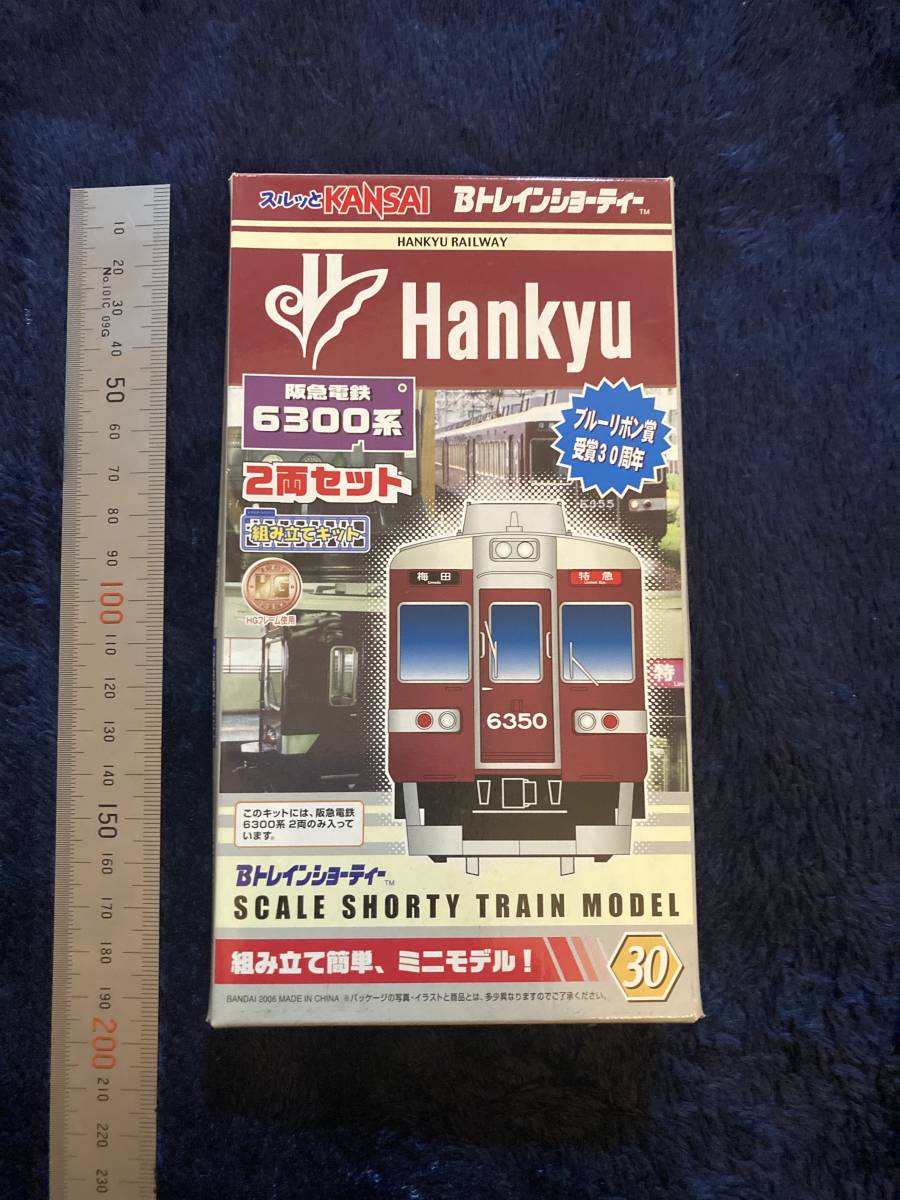 スルッとKANSAI
Bトレインショーティー™
HANKYU RAILWAY
Hankyu
阪急電鉄
6300系
2両セット
組み立てキット
HG
HGフレーム使用
ブルーリボン賞
受賞30周年
梅田
特急
特
6350
このキットには、阪急電鉄
6300系 2両のみ入って
います。
Bトレインショーティー™
SCALE SHORTY TRAIN MODEL
組み立て簡単、ミニモデル!
30
BANDAI 2006 MADE IN CHINA ※パッケージの写真・イラストと商品とは、多少異なりますのでご了承ください。
10
20
No.101C 09G
30
40
50
60
70
80
90
100
110
120
130
140
150
160
170
180
190
200
210
220
230